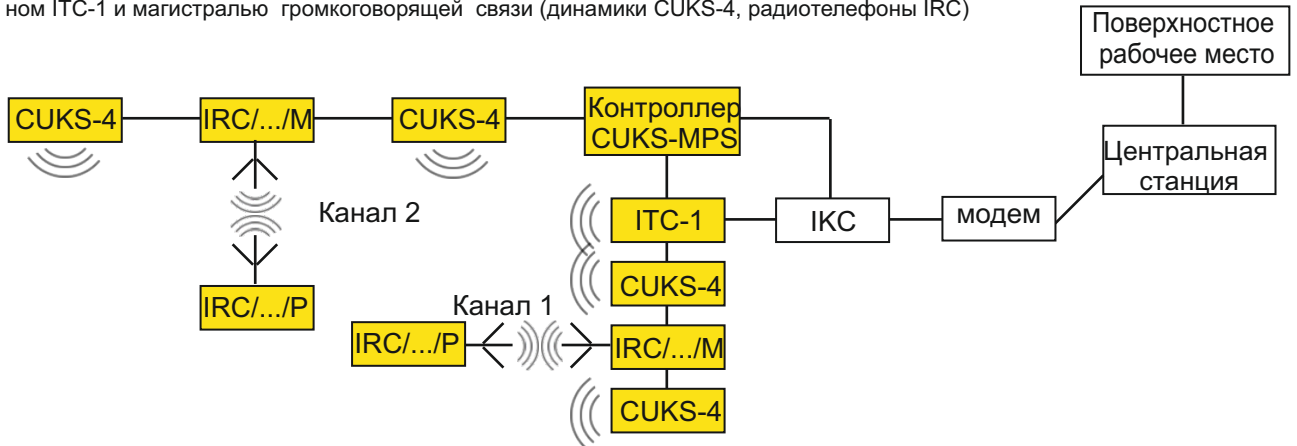 ном ITC-1 и магистралью громкоговорящей связи (динамики CUKS-4, радиотелефоны IRC)
Поверхностное
рабочее место
CUKS-4
IRC/.../M
CUKS-4
Контроллер
CUKS-MPS
Центральная
станция
Канал 2
ITC-1
IKC
модем
IRC/.../P
CUKS-4
Канал 1
IRC/.../P
IRC/.../M
CUKS-4